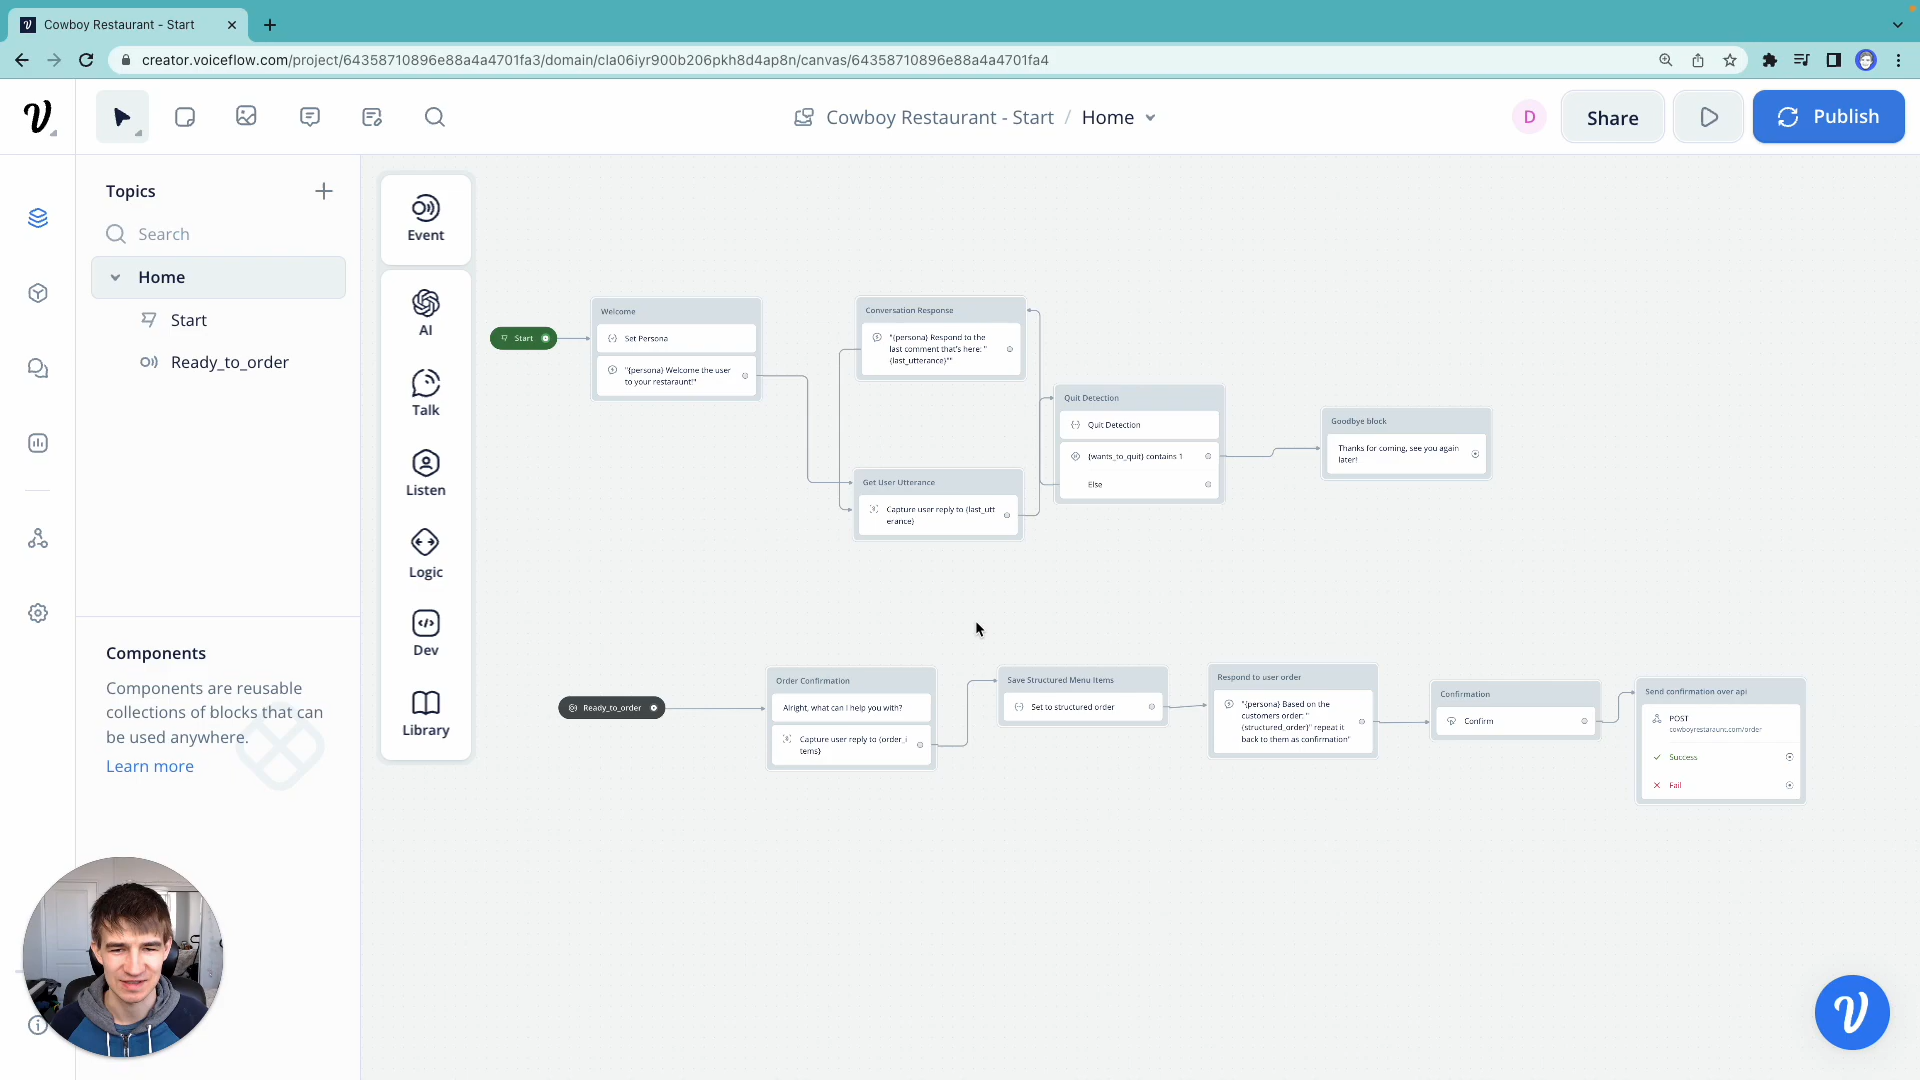 Cowboy Restaurant - Start
creator.voiceflow.com/project/64358710896e88a4a4701fa3/domain/cla06iyr900b206pkh8d4ap8n/canvas/64358710896e88a4a4701fa4
Cowboy Restaurant - Start / Home
D
Share
Publish
Topics
Search
Home
Start
Ready_to_order
Components
Components are reusable
collections of blocks that can
be used anywhere.
Learn more
Event
AI
Talk
Listen
Logic
Dev
Library
Start
Welcome
Set Persona
"{persona} Welcome the user
to your restaraunt!"
Conversation Response
"{persona} Respond to the
last comment that's here: "
{last_utterance}""
Get User Utterance
Capture user reply to {last_utt
erance}
Quit Detection
Quit Detection
{wants_to_quit} contains 1
Else
Goodbye block
Thanks for coming, see you again
later!
Ready_to_order
Order Confirmation
Alright, what can I help you with?
Capture user reply to {order_i
tems}
Save Structured Menu Items
Set to structured order
Respond to user order
"{persona} Based on the
customers order: "
{structured_order}" repeat it
back to them as confirmation"
Confirmation
Confirm
Send confirmation over api
POST
cowboyrestaraunt.com/order
Success
Fail